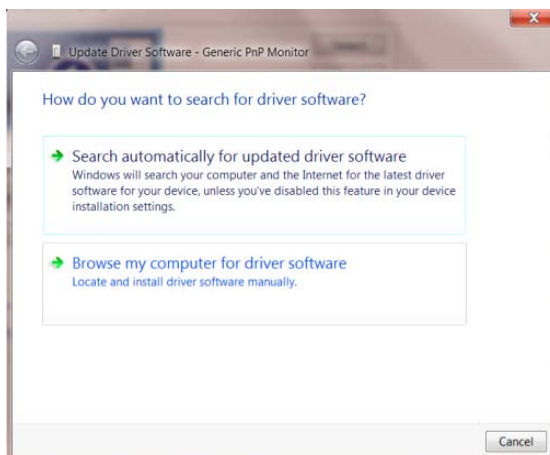 Update Driver Software - Generic PnP Monitor
How do you want to search for driver software?
Search automatically for updated driver software
Windows will search your computer and the Internet for the latest driver
software for your device, unless you've disabled this feature in your device
installation settings.
Browse my computer for driver software
Locate and install driver software manually.
Cancel